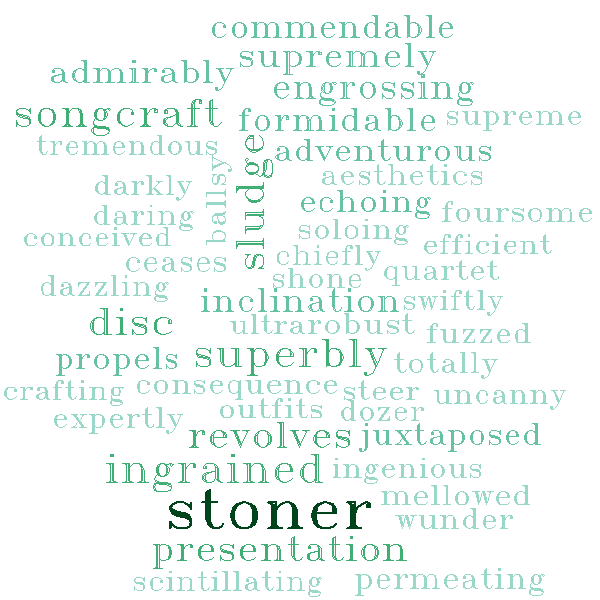 commendable
supremely
admirably
engrossing
songcraft
formidable
supreme
tremendous
sludge
adventurous
ballsy
aesthetics
darkly
echoing
daring
foursome
soloing
conceived
efficient
chiefly
ceases
quartet
shone
dazzling
inclination
swiftly
disc
ultrarobust
fuzzed
propels
superbly
totally
crafting
consequence
steer
uncanny
outfits
dozer
expertly
revolves
juxtaposed
ingrained
ingenious
mellowed
stoner
wunder
presentation
scintillating
permeating